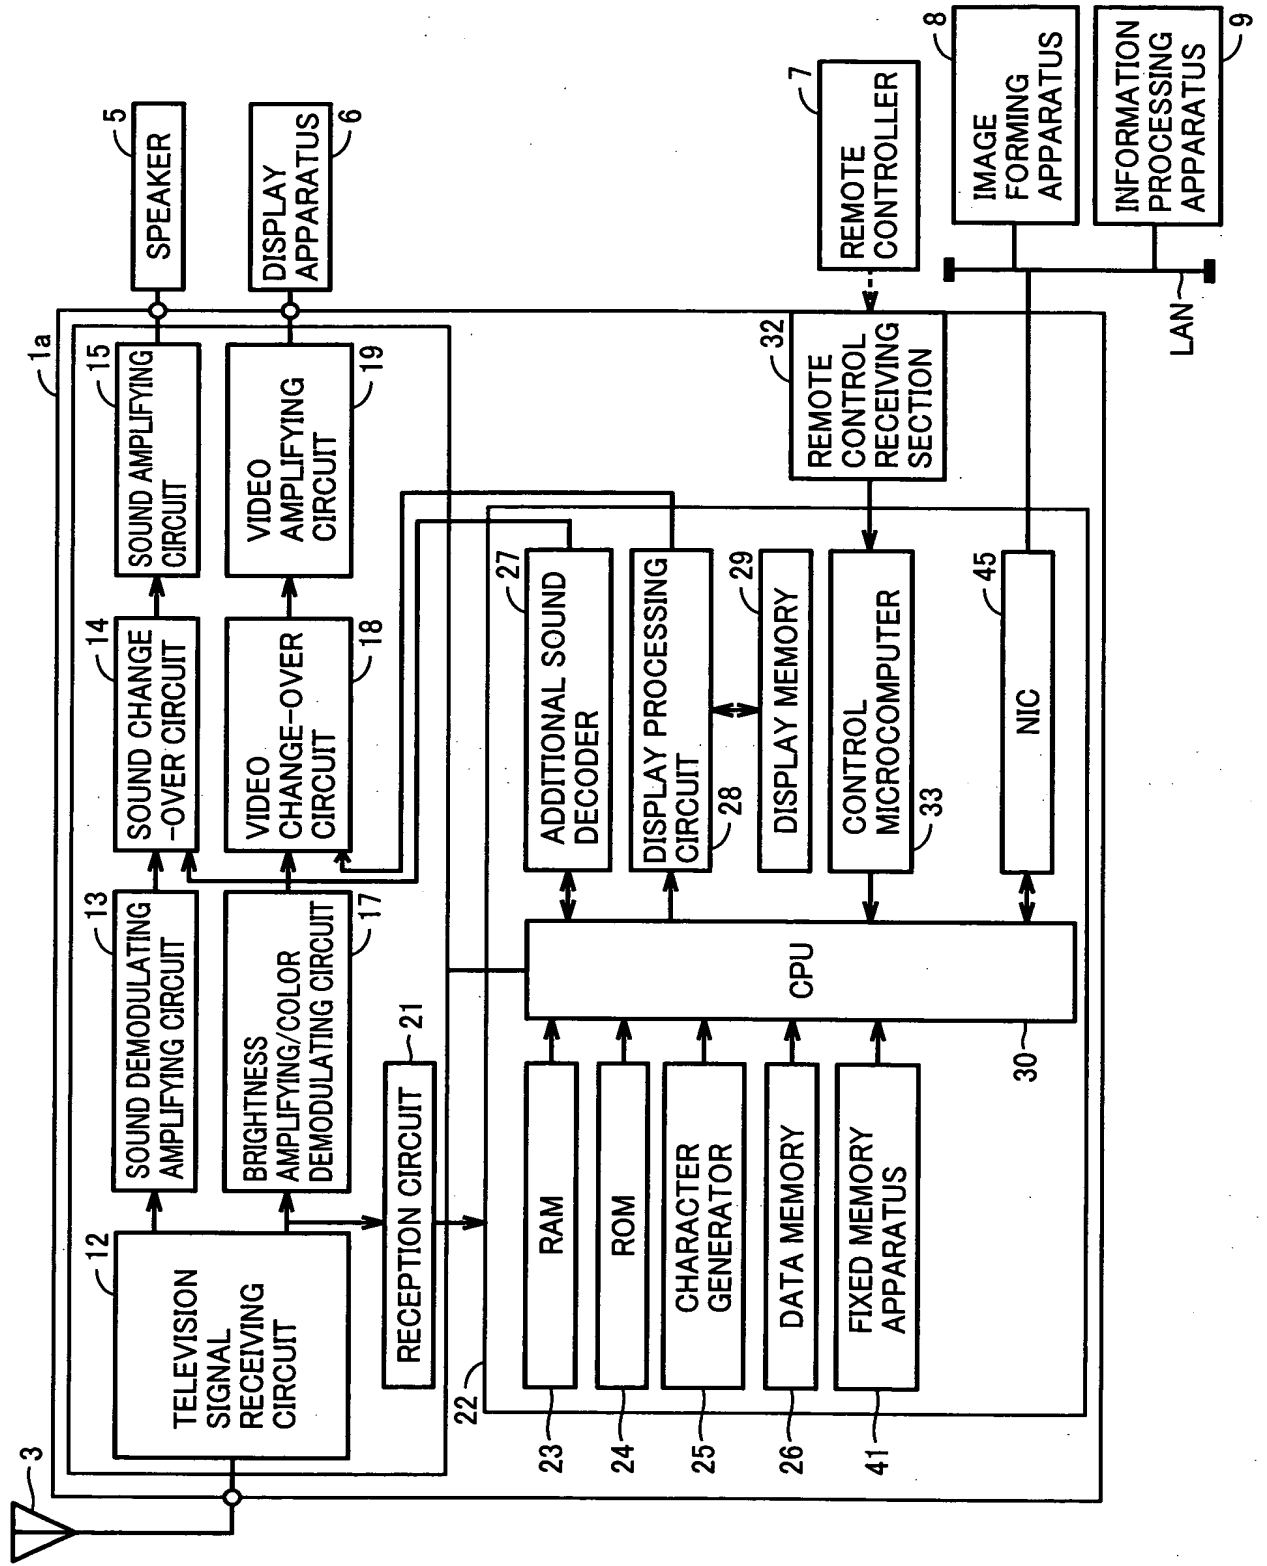 3
1a
12
TELEVISION
SIGNAL
RECEIVING
CIRCUIT
13
SOUND DEMODULATING
AMPLIFYING CIRCUIT
14
SOUND CHANGE
-OVER CIRCUIT
15
SOUND AMPLIFYING
CIRCUIT
5
SPEAKER
BRIGHTNESS
AMPLIFYING/COLOR
DEMODULATING CIRCUIT
17
VIDEO
CHANGE-OVER
CIRCUIT
18
VIDEO
AMPLIFYING
CIRCUIT
19
DISPLAY
APPARATUS
6
RECEPTION CIRCUIT
21
22
RAM
23
ROM
24
CHARACTER
GENERATOR
25
DATA MEMORY
26
FIXED MEMORY
APPARATUS
41
CPU
30
ADDITIONAL SOUND
DECODER
27
DISPLAY PROCESSING
CIRCUIT
28
DISPLAY MEMORY
29
CONTROL
MICROCOMPUTER
33
NIC
45
32
REMOTE
CONTROL
RECEIVING
SECTION
7
REMOTE
CONTROLLER
8
IMAGE
FORMING
APPARATUS
INFORMATION
PROCESSING
APPARATUS
9
LAN